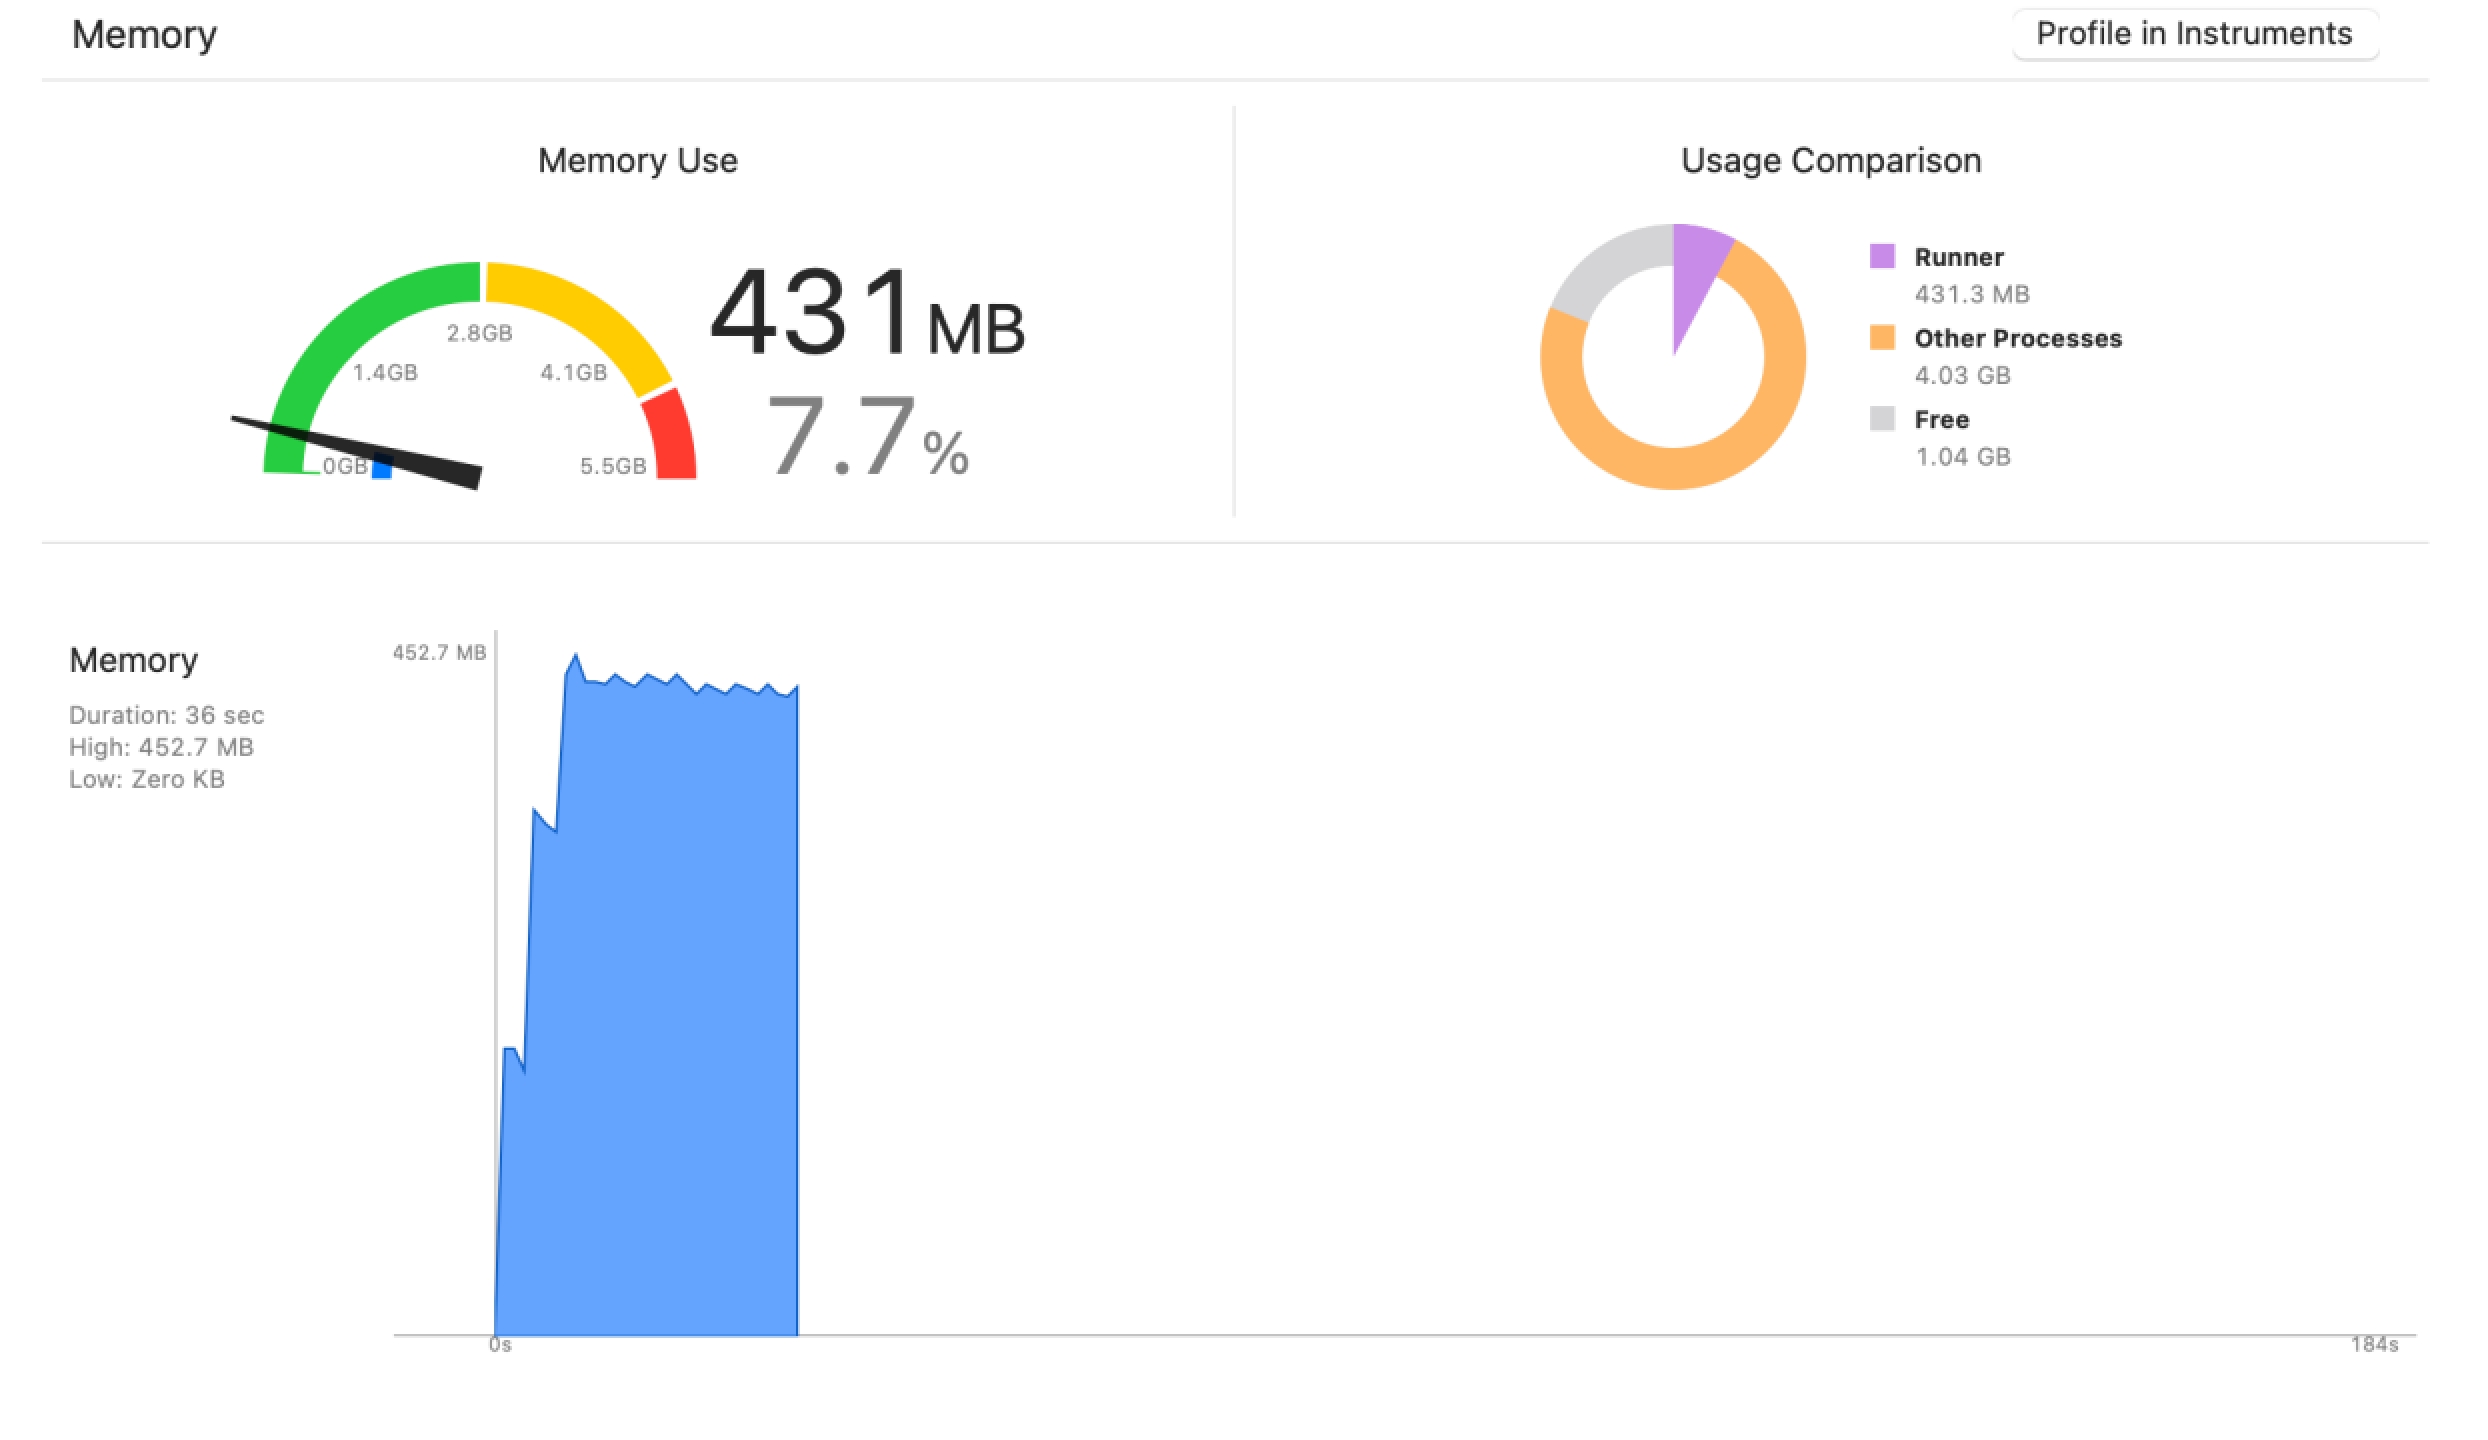 Memory
Profile in Instruments
Memory Use
2.8GB
1.4GB
4.1GB
0GB
5.5GB
431MB
7.7%
Usage Comparison
Runner
431.3 MB
Other Processes
4.03 GB
Free
1.04 GB
Memory
Duration: 36 sec
High: 452.7 MB
Low: Zero KB
452.7 MB
0s
184s